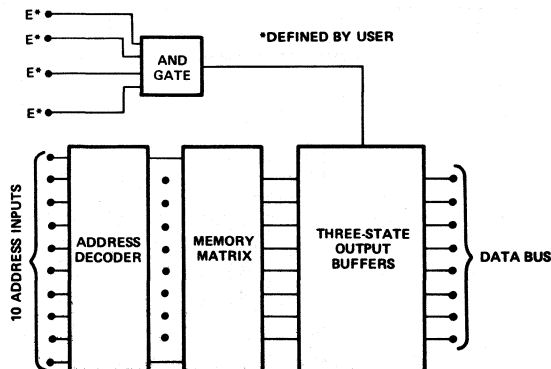 E*
E*
E*
E*
AND
GATE
*DEFINED BY USER
10 ADDRESS INPUTS
ADDRESS
DECODER
MEMORY
MATRIX
THREE-STATE
OUTPUT
BUFFERS
DATA BUS